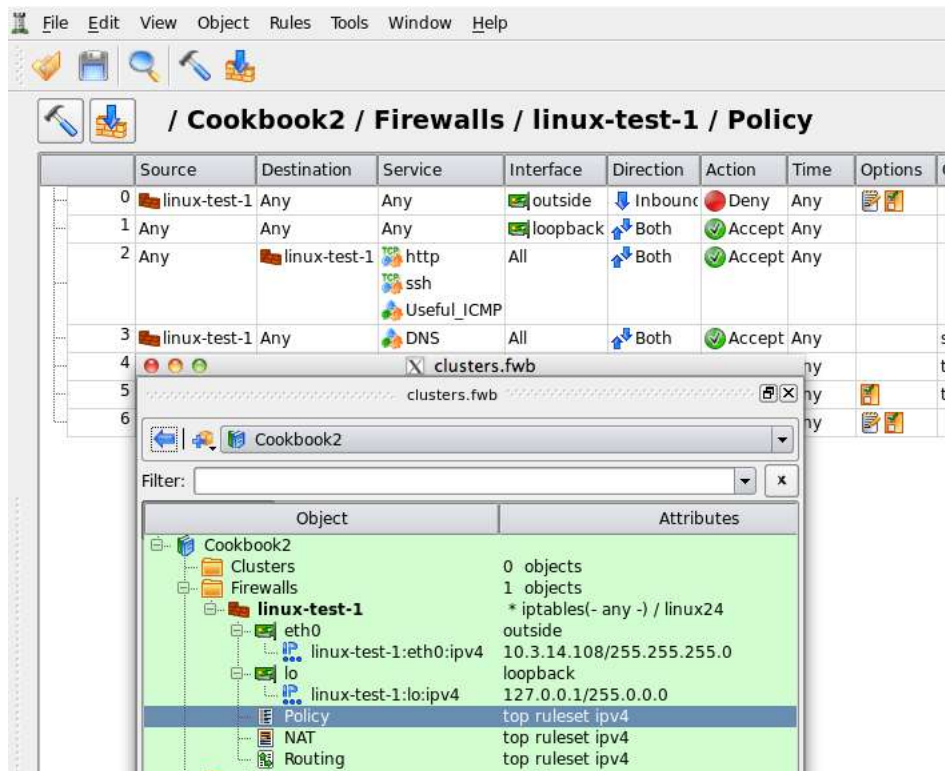 File Edit View Object Rules Tools Window Help
/ Cookbook2 / Firewalls / linux-test-1 / Policy
Source Destination Service Interface Direction Action Time Options
0 linux-test-1 Any Any outside Inbound Deny Any
1 Any Any Any loopback Both Accept Any
2 Any linux-test-1 http All Both Accept Any
ssh
Useful_ICMP
3 linux-test-1 Any DNS All Both Accept Any
4
5
6
clusters.fwb
clusters.fwb
Cookbook2
Filter:
Object Attributes
Cookbook2
Clusters 0 objects
Firewalls 1 objects
linux-test-1 * iptables(- any -) / linux24
eth0 outside
linux-test-1:eth0:ipv4 10.3.14.108/255.255.255.0
lo loopback
linux-test-1:lo:ipv4 127.0.0.1/255.0.0.0
Policy top ruleset ipv4
NAT top ruleset ipv4
Routing top ruleset ipv4